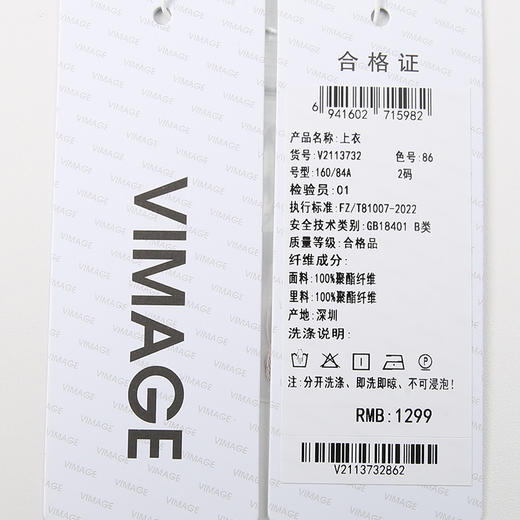 VIMAGE
合格证
6 941602 715982
产品名称:上衣
货号:V2113732 色号:86
号型:160/84A 2码
检验员:01
执行标准:FZ/T81007-2022
安全技术类别:GB18401 B类
质量等级:合格品
纤维成分:
面料:100%聚酯纤维
里料:100%聚酯纤维
产地:深圳
洗涤说明:
注:分开洗涤、即洗即晾、不可浸泡!
RMB:1299
V2113732862